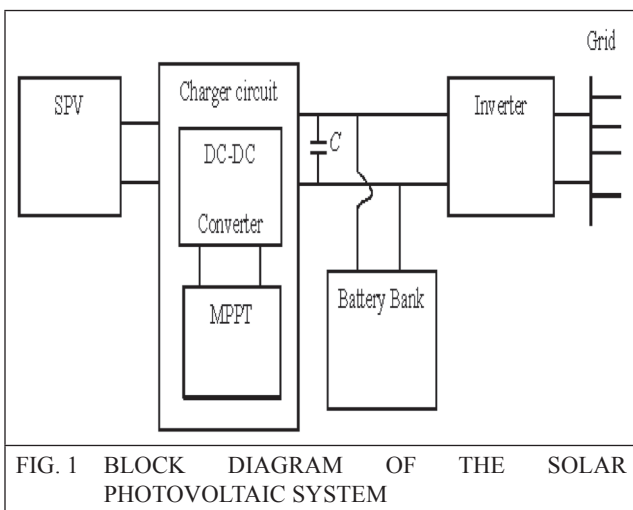 Grid
SPV
Charger circuit
Inverter
DC-DC
C
Converter
MPPT
Battery Bank
FIG. 1 BLOCK DIAGRAM OF THE SOLAR
PHOTOVOLTAIC SYSTEM